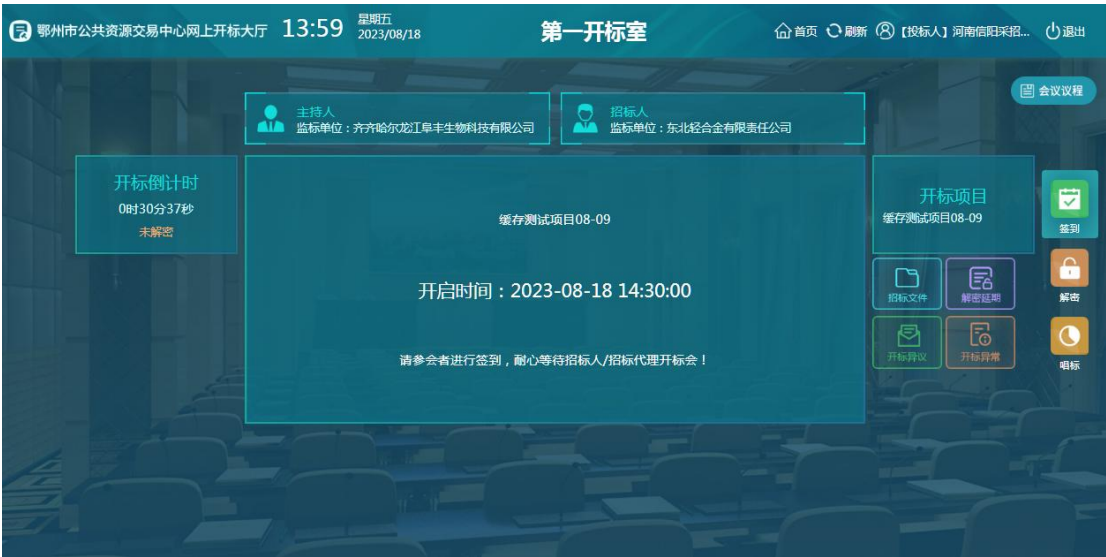 鄂州市公共资源交易中心网上开标大厅
13:59
星期五
2023/08/18
第一开标室
首页
刷新
【投标人】河南信阳采招...
退出
会议议程
主持人
监标单位：齐齐哈尔龙江阜丰生物科技有限公司
招标人
监标单位：东北轻合金有限责任公司
开标倒计时
0时30分37秒
未解密
缓存测试项目08-09
开启时间：2023-08-18 14:30:00
请参会者进行签到，耐心等待招标人/招标代理开标会！
开标项目
缓存测试项目08-09
招标文件
解密延期
开标异议
开标异常
签到
解密
唱标